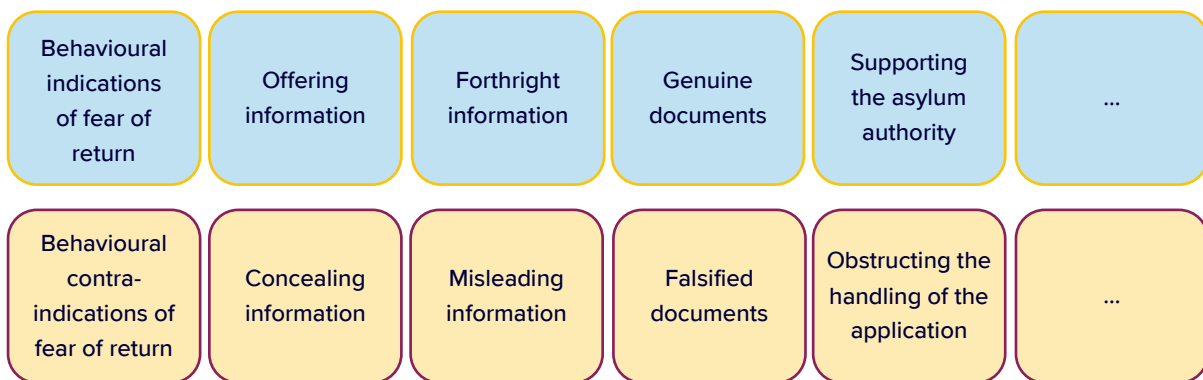 Behavioural
indications
of fear of
return
Offering
information
Forthright
information
Genuine
documents
Supporting
the asylum
authority
...
Behavioural
contra-
indications of
fear of return
Concealing
information
Misleading
information
Falsified
documents
Obstructing the
handling of the
application
...